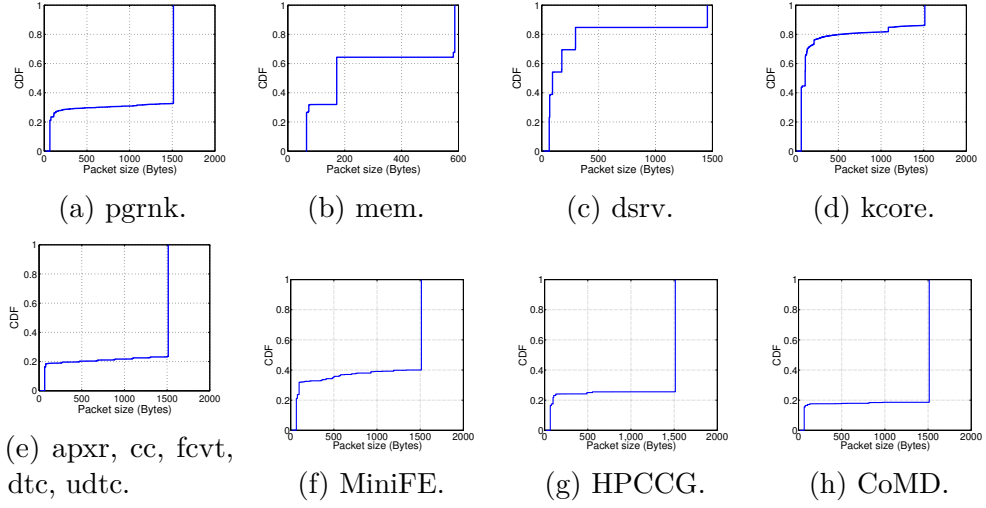 1
0.8
0.6
0.4
0.2
0
CDF
0 500 1000 1500 2000
Packet size (Bytes)
(a) pgrnk.
1
0.8
0.6
0.4
0.2
0
CDF
0 200 400 600
Packet size (Bytes)
(b) mem.
1
0.8
0.6
0.4
0.2
0
CDF
0 500 1000 1500
Packet size (Bytes)
(c) dsrv.
1
0.8
0.6
0.4
0.2
0
CDF
0 500 1000 1500 2000
Packet size (Bytes)
(d) kcore.
1
0.8
0.6
0.4
0.2
0
CDF
0 500 1000 1500 2000
Packet size (Bytes)
(e) apxr, cc, fcvt,
dtc, udtc.
1
0.8
0.6
0.4
0.2
0
CDF
0 500 1000 1500 2000
Packet size (Bytes)
(f) MiniFE.
1
0.8
0.6
0.4
0.2
0
CDF
0 500 1000 1500 2000
Packet size (Bytes)
(g) HPCCG.
1
0.8
0.6
0.4
0.2
0
CDF
0 500 1000 1500 2000
Packet size (Bytes)
(h) CoMD.